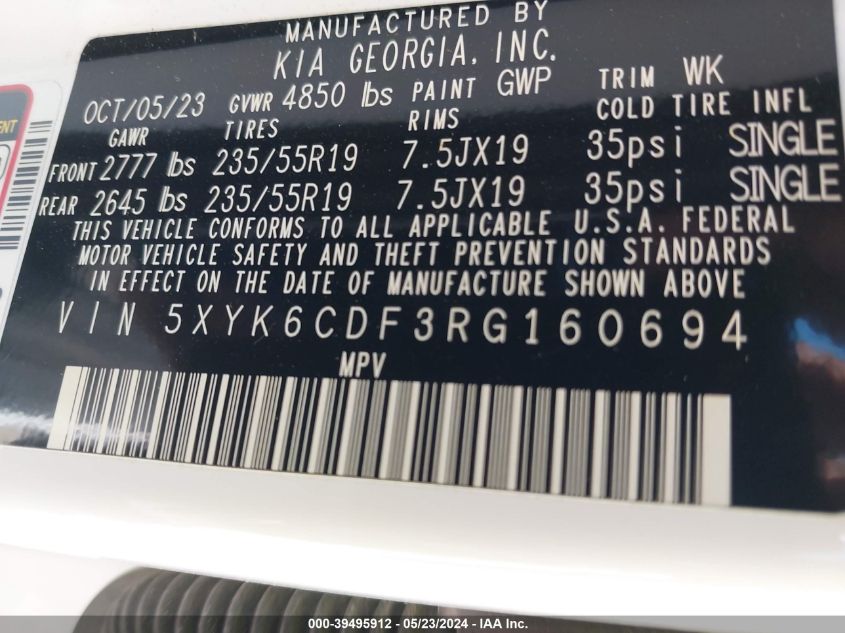 MANUFACTURED BY
KIA GEORGIA, INC.
OCT/05/23 GVWR 4850 lbs PAINT GWP TRIM WK
GAWR TIRES RIMS COLD TIRE INFL
FRONT 2777 lbs 235/55R19 7.5JX19 35psi SINGLE
REAR 2645 lbs 235/55R19 7.5JX19 35psi SINGLE
THIS VEHICLE CONFORMS TO ALL APPLICABLE U.S.A. FEDERAL
MOTOR VEHICLE SAFETY AND THEFT PREVENTION STANDARDS
IN EFFECT ON THE DATE OF MANUFACTURE SHOWN ABOVE
VIN 5XYK6CDF3RG160694
MPV
000-39495912 - 05/23/2024 - IAA Inc.